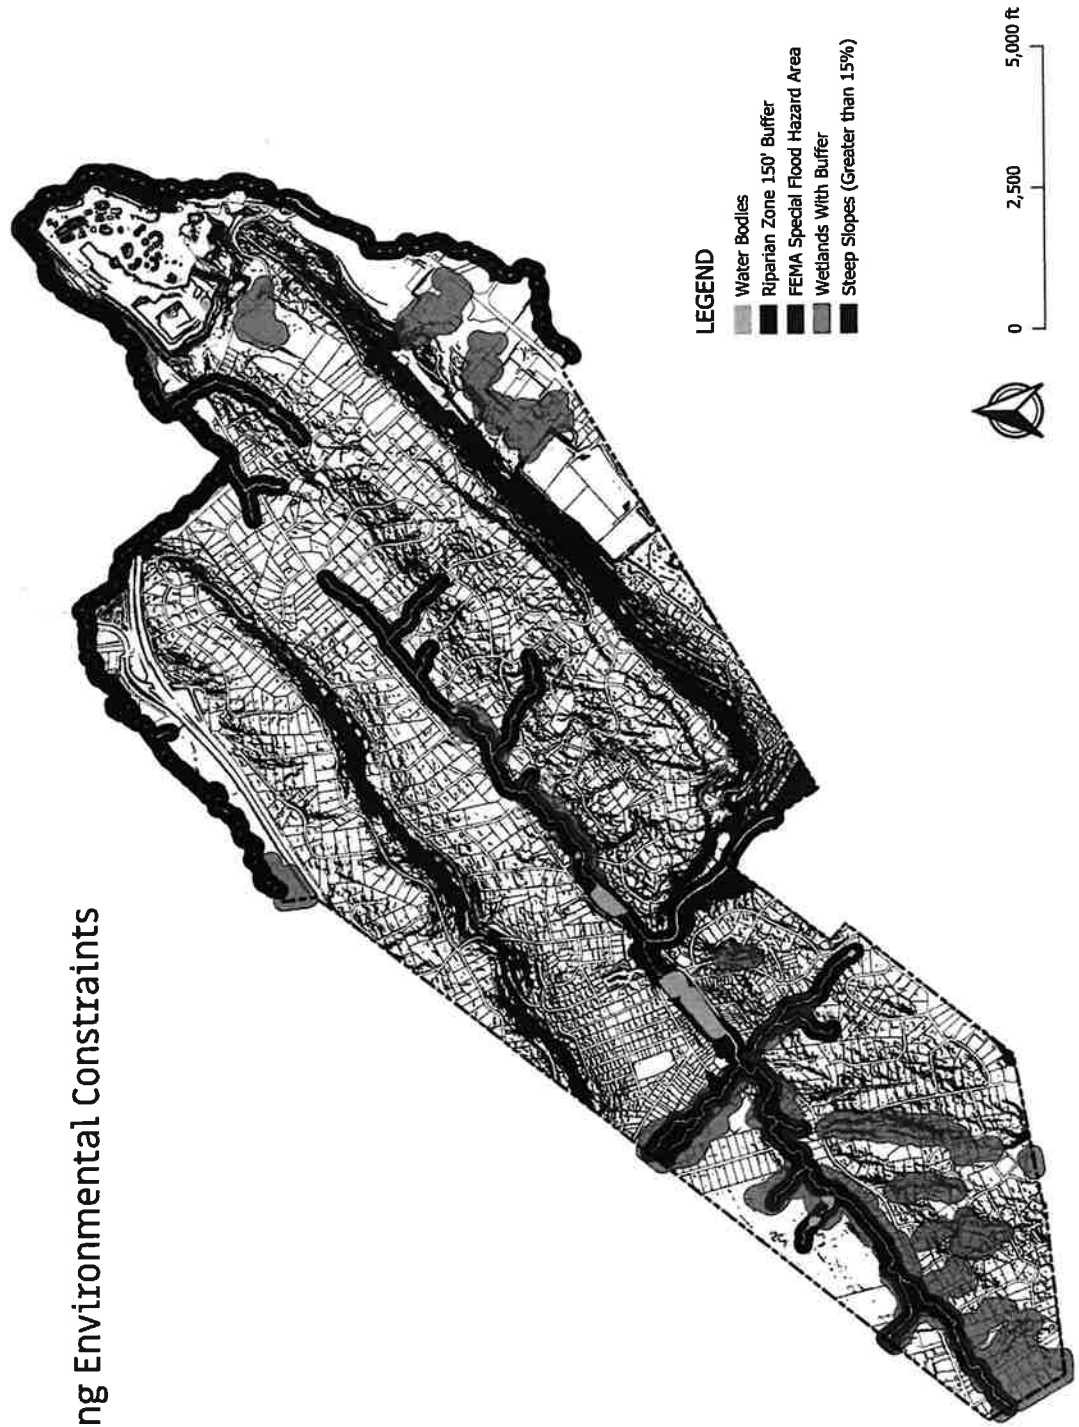 ng Environmental Constraints
LEGEND
Water Bodies
Riparian Zone 150' Buffer
FEMA Special Flood Hazard Area
Wetlands With Buffer
Steep Slopes (Greater than 15%)
0 2,500 5,000 ft